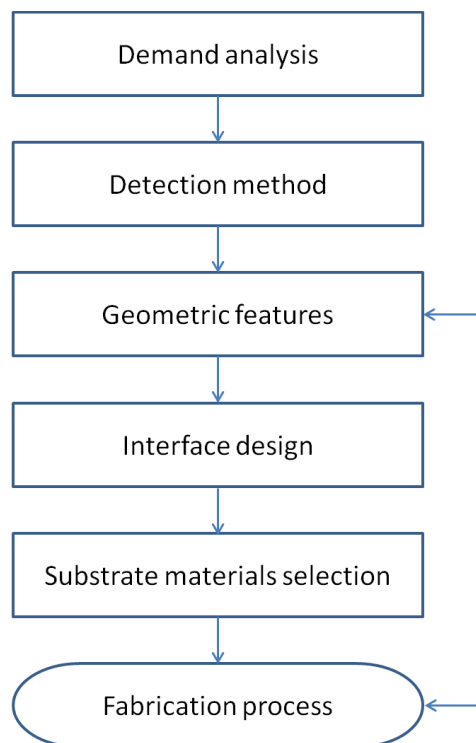 Demand analysis
Detection method
Geometric features
Interface design
Substrate materials selection
Fabrication process